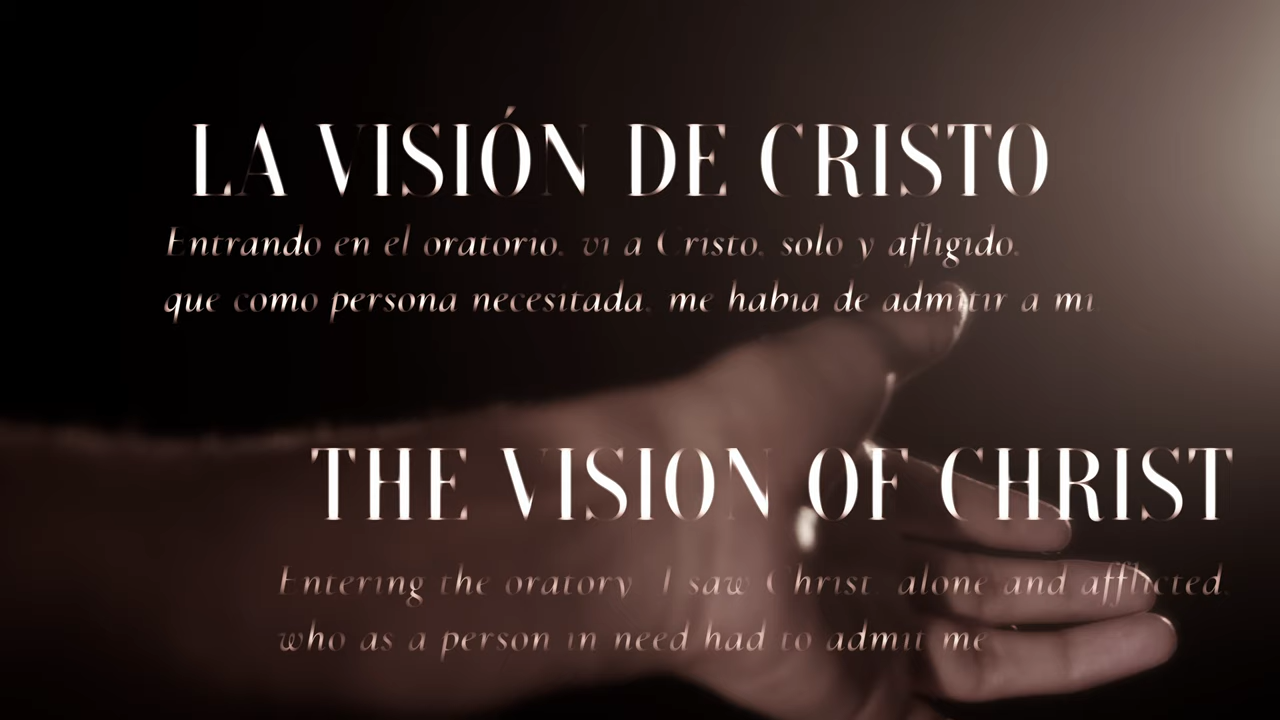 LA VISIÓN DE CRISTO
Entrando en el oratorio, vi a Cristo, solo y afligido,
que como persona necesitada, me había de admitir a mí.
THE VISION OF CHRIST
Entering the oratory, I saw Christ, alone and afflicted,
who as a person in need had to admit me